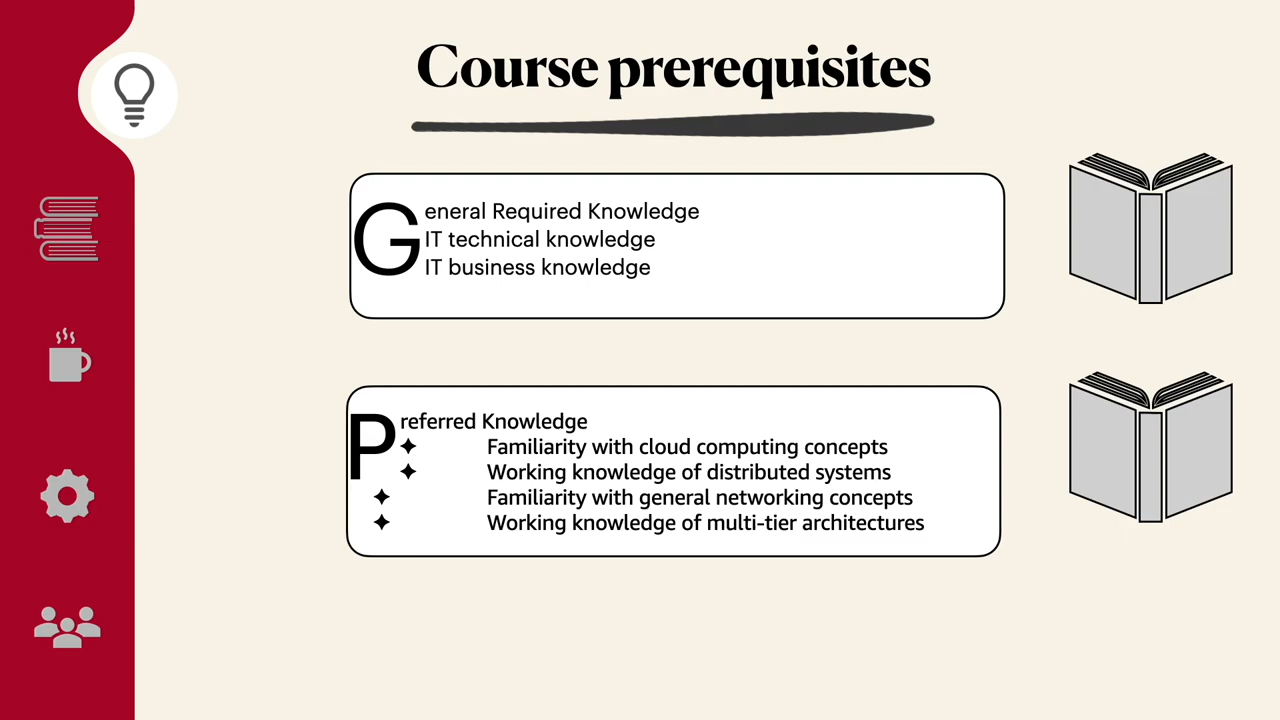 Course prerequisites
General Required Knowledge
IT technical knowledge
IT business knowledge
Preferred Knowledge
✦ Familiarity with cloud computing concepts
✦ Working knowledge of distributed systems
✦ Familiarity with general networking concepts
✦ Working knowledge of multi-tier architectures